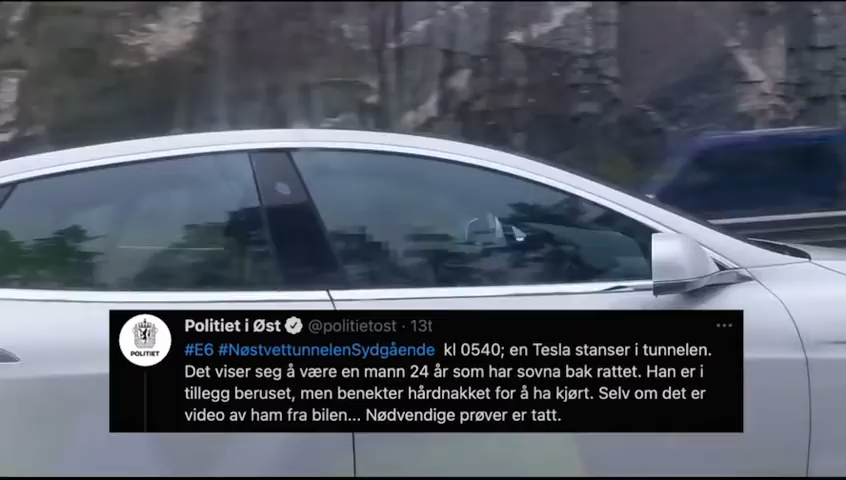 Politiet i Øst @politietost · 13t
POLITIET
#E6 #NøstvettunnelenSydgående kl 0540; en Tesla stanser i tunnelen.
Det viser seg å være en mann 24 år som har sovna bak rattet. Han er i
tillegg beruset, men benekter hårdnakket for å ha kjørt. Selv om det er
video av ham fra bilen... Nødvendige prøver er tatt.